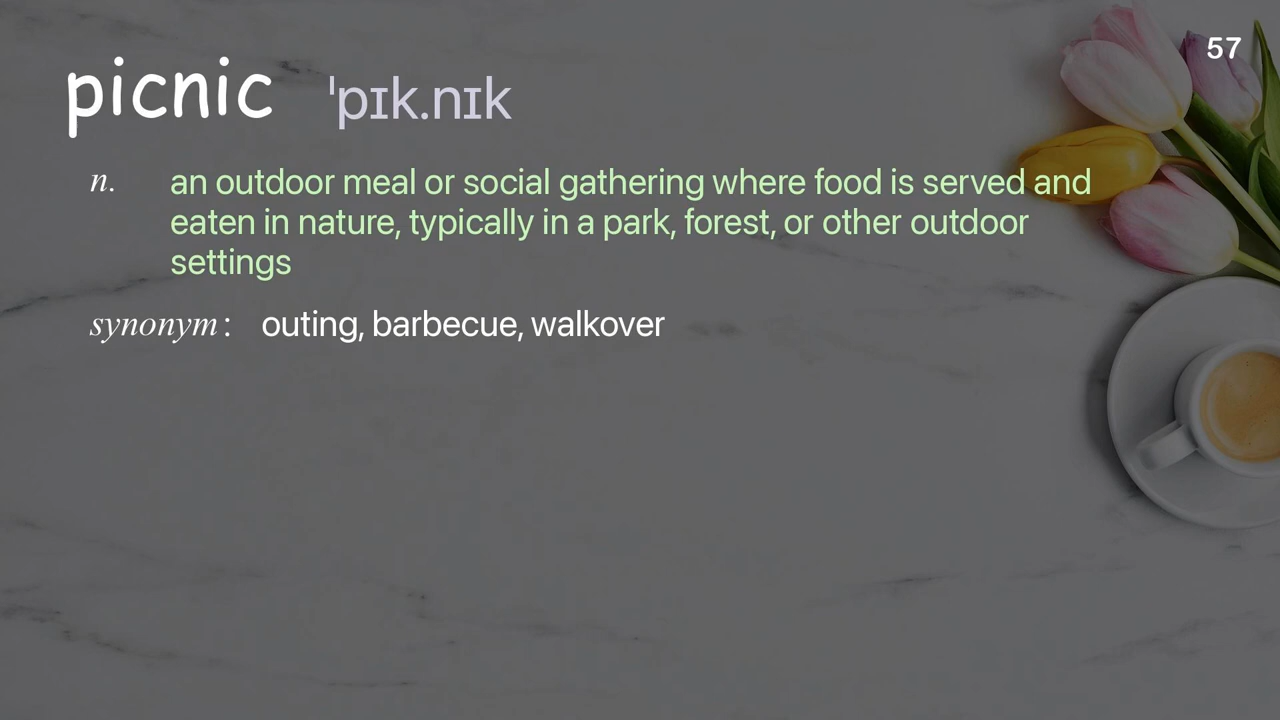 57
picnic ˈpɪk.nɪk
n. an outdoor meal or social gathering where food is served and
eaten in nature, typically in a park, forest, or other outdoor
settings
synonym: outing, barbecue, walkover